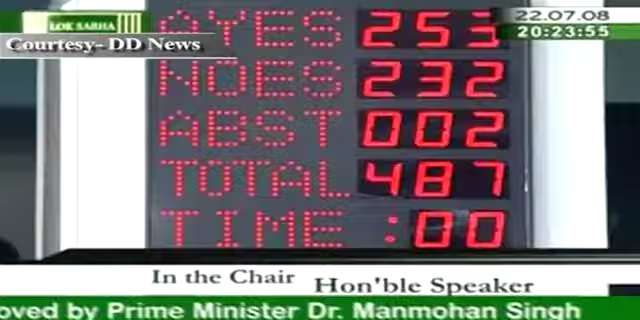 LOK SABHA
22.07.08
20:23:55
Courtesy- DD News
AYES 253
NOES 232
ABST 002
TOTAL 487
TIME :00
In the Chair Hon'ble Speaker
oved by Prime Minister Dr. Manmohan Singh